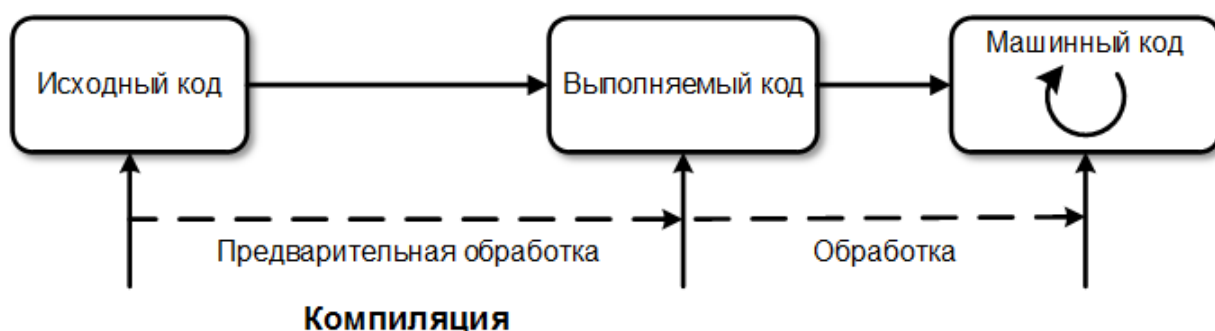 Исходный код
Выполняемый код
Машинный код
Предварительная обработка
Обработка
Компиляция